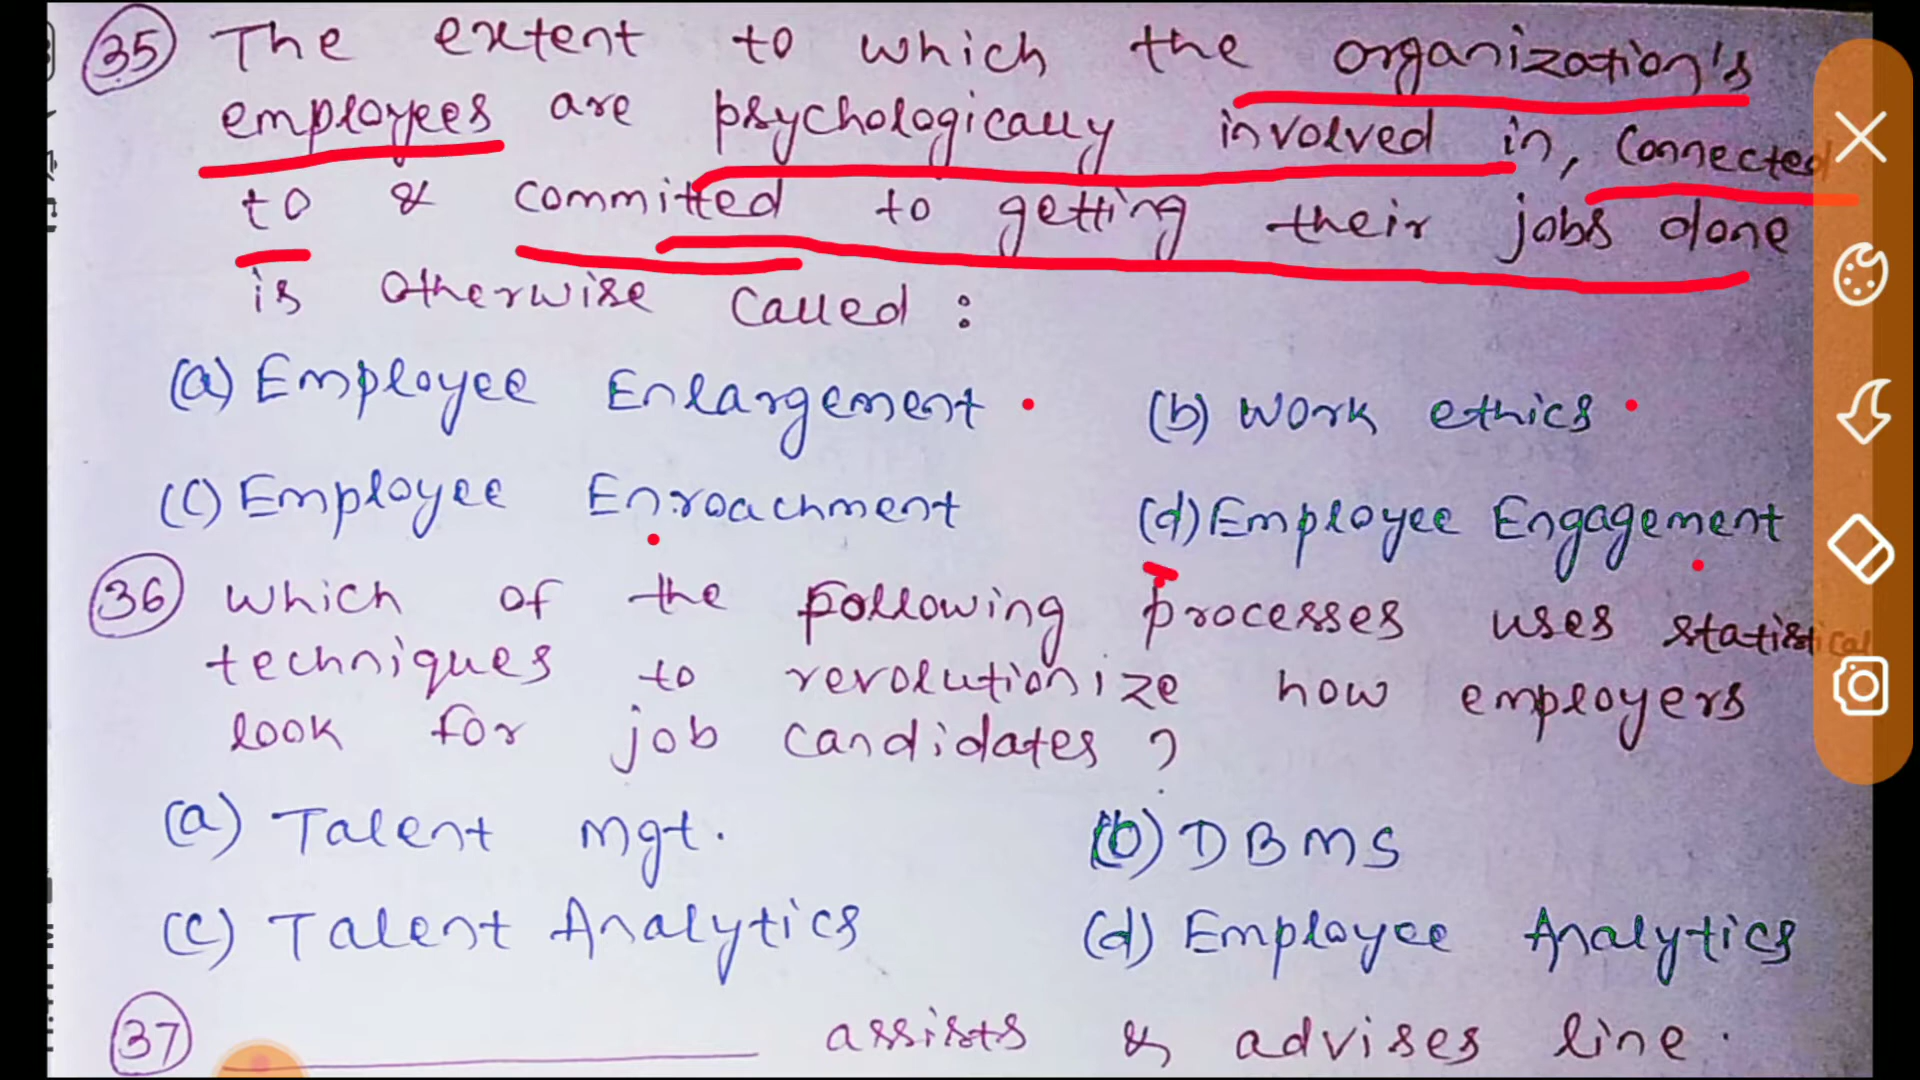 35 The extent to which the organization's
employees are psychologically involved in, connected
to & committed to getting their jobs done
is otherwise called :
(a) Employee Enlargement (b) Work ethics
(c) Employee Enroachment (d) Employee Engagement
36 Which of the following processes uses statistical
techniques to revolutionize how employers
look for job candidates ?
(a) Talent mgt. (b) DBMS
(c) Talent Analytics (d) Employee Analytics
37 ____________ assists & advises line